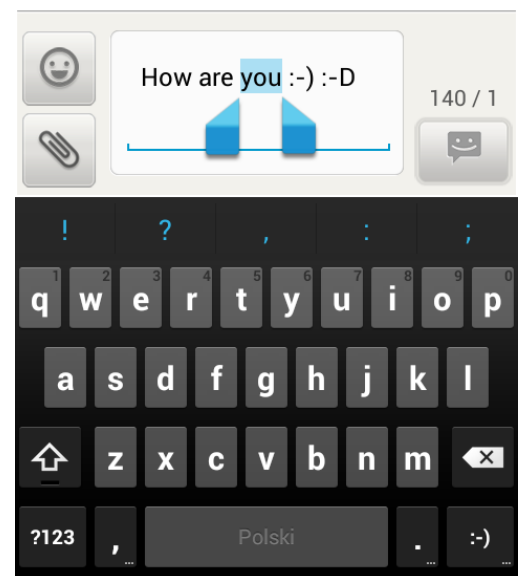 How are you :-) :-D
140 / 1
! ? , : ;
1 2 3 4 5 6 7 8 9 0
q w e r t y u i o p
a s d f g h j k l
z x c v b n m
?123 , ... Polski . ... :-) ...